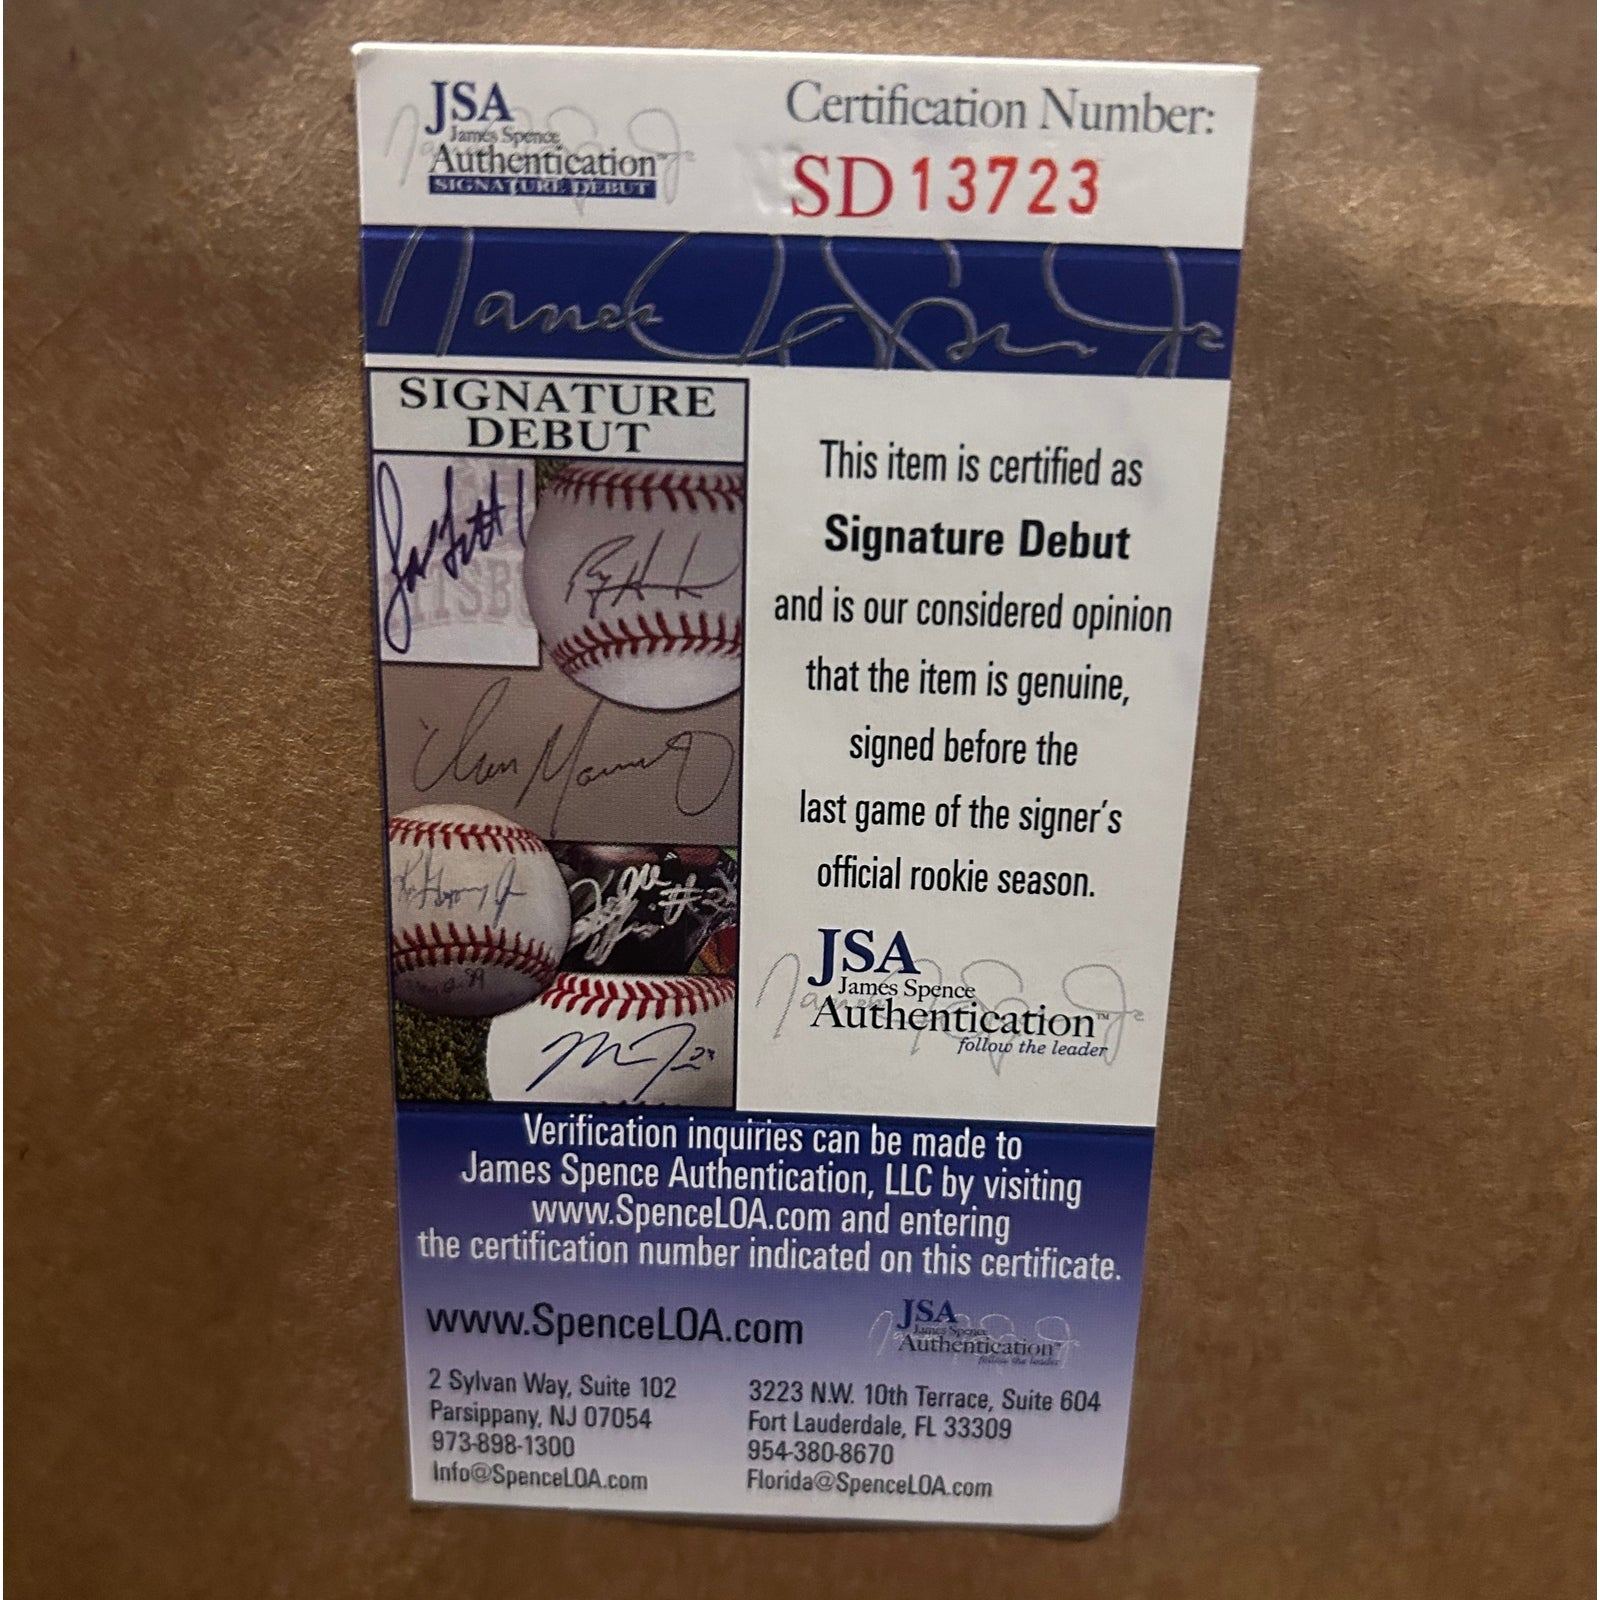 JSA
James Spence
Authentication™
SIGNATURE DEBUT
Certification Number:
SD13723
SIGNATURE
DEBUT
This item is certified as
Signature Debut
and is our considered opinion
that the item is genuine,
signed before the
last game of the signer's
official rookie season.
JSA
James Spence
Authentication™
follow the leader
Verification inquiries can be made to
James Spence Authentication, LLC by visiting
www.SpenceLOA.com and entering
the certification number indicated on this certificate.
www.SpenceLOA.com
JSA
James Spence
Authentication™
follow the leader
2 Sylvan Way, Suite 102
Parsippany, NJ 07054
973-898-1300
Info@SpenceLOA.com
3223 N.W. 10th Terrace, Suite 604
Fort Lauderdale, FL 33309
954-380-8670
Florida@SpenceLOA.com